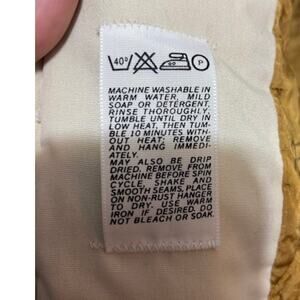 40° P
MACHINE WASHABLE IN
WARM WATER, MILD
SOAP OR DETERGENT,
RINSE THOROUGHLY,
TUMBLE UNTIL DRY IN
LOW HEAT, THEN TUM-
BLE 10 MINUTES WITH-
OUT HEAT; REMOVE
AND HANG IMMEDI-
ATELY.
MAY ALSO BE DRIP
DRIED. REMOVE FROM
MACHINE BEFORE SPIN
CYCLE, SHAKE AND
SMOOTH SEAMS, PLACE
ON NON-RUST HANGER
TO DRY. USE WARM
IRON IF DESIRED. DO
NOT BLEACH OR SOAK.